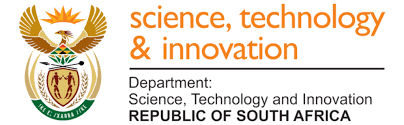 science, technology
& innovation
Department:
Science, Technology and Innovation
REPUBLIC OF SOUTH AFRICA